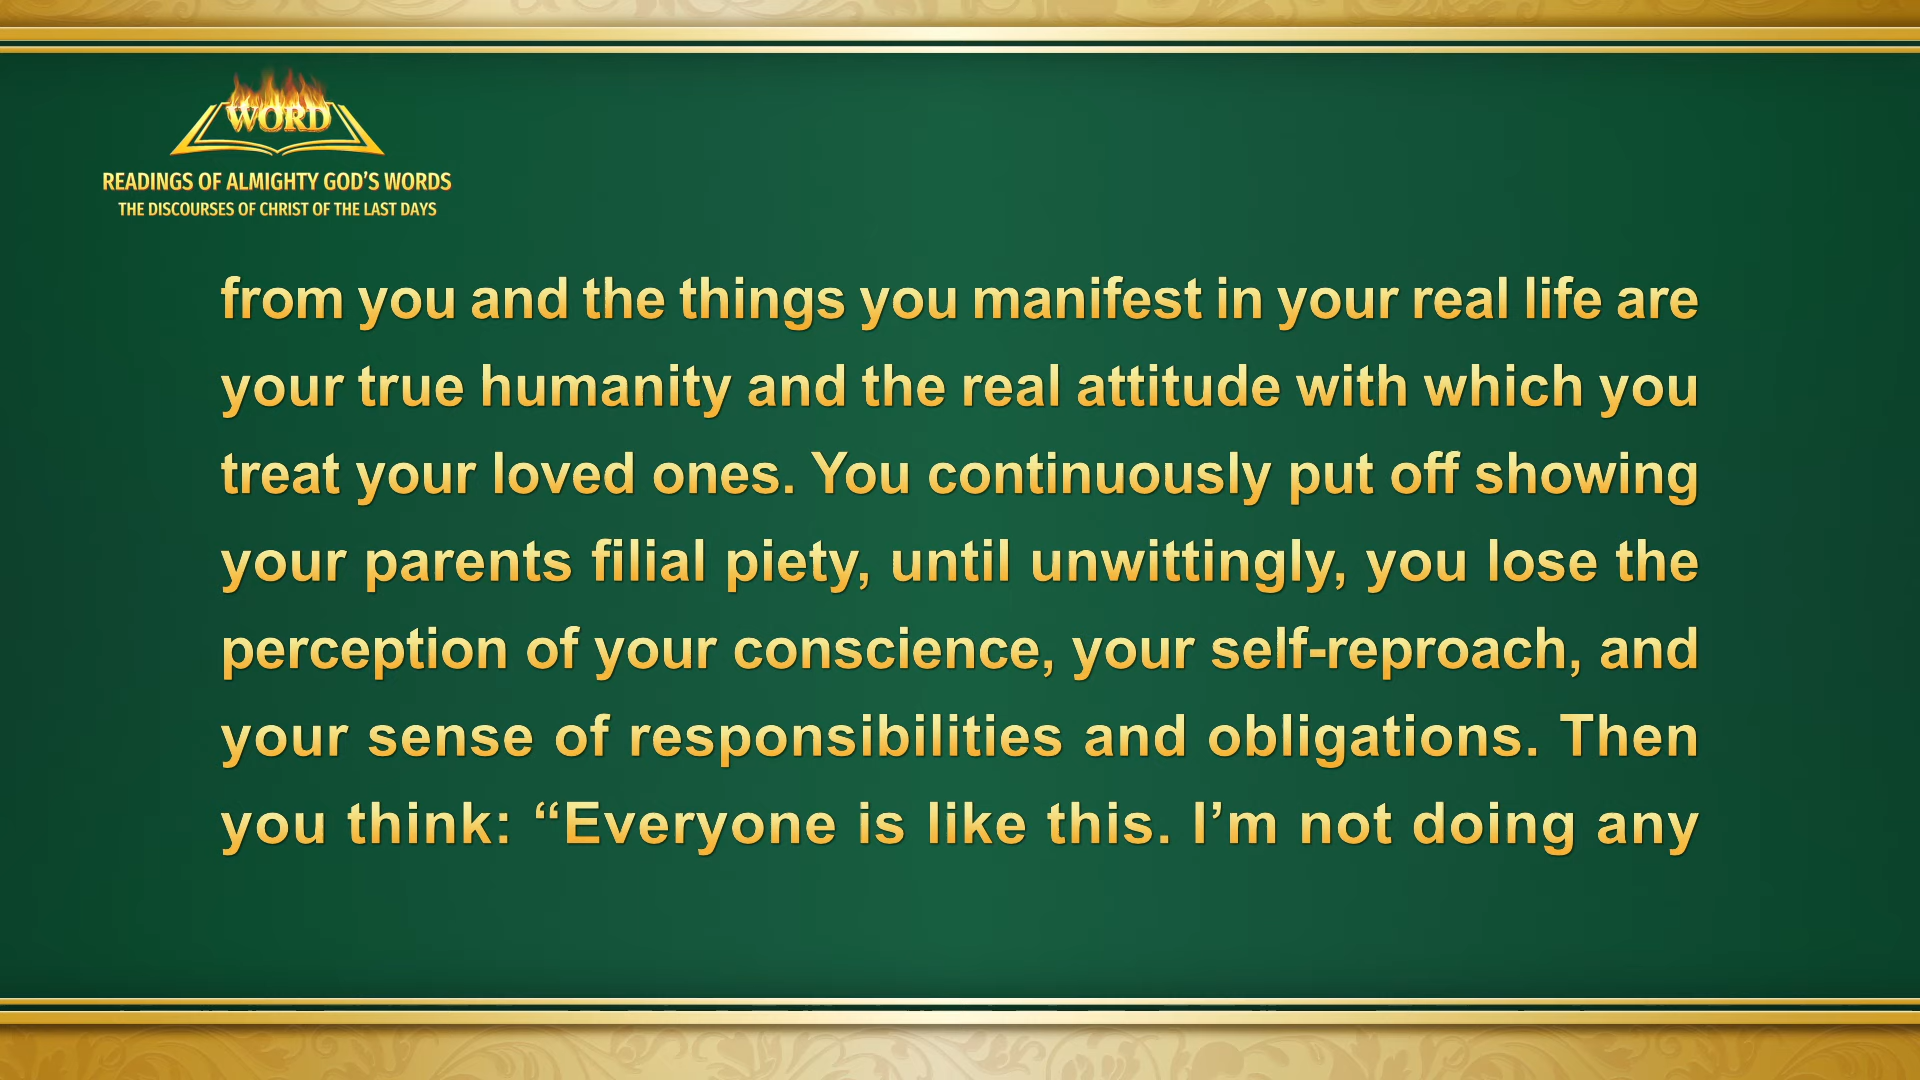 WORD
READINGS OF ALMIGHTY GOD’S WORDS
THE DISCOURSES OF CHRIST OF THE LAST DAYS
from you and the things you manifest in your real life are
your true humanity and the real attitude with which you
treat your loved ones. You continuously put off showing
your parents filial piety, until unwittingly, you lose the
perception of your conscience, your self-reproach, and
your sense of responsibilities and obligations. Then
you think: “Everyone is like this. I’m not doing any